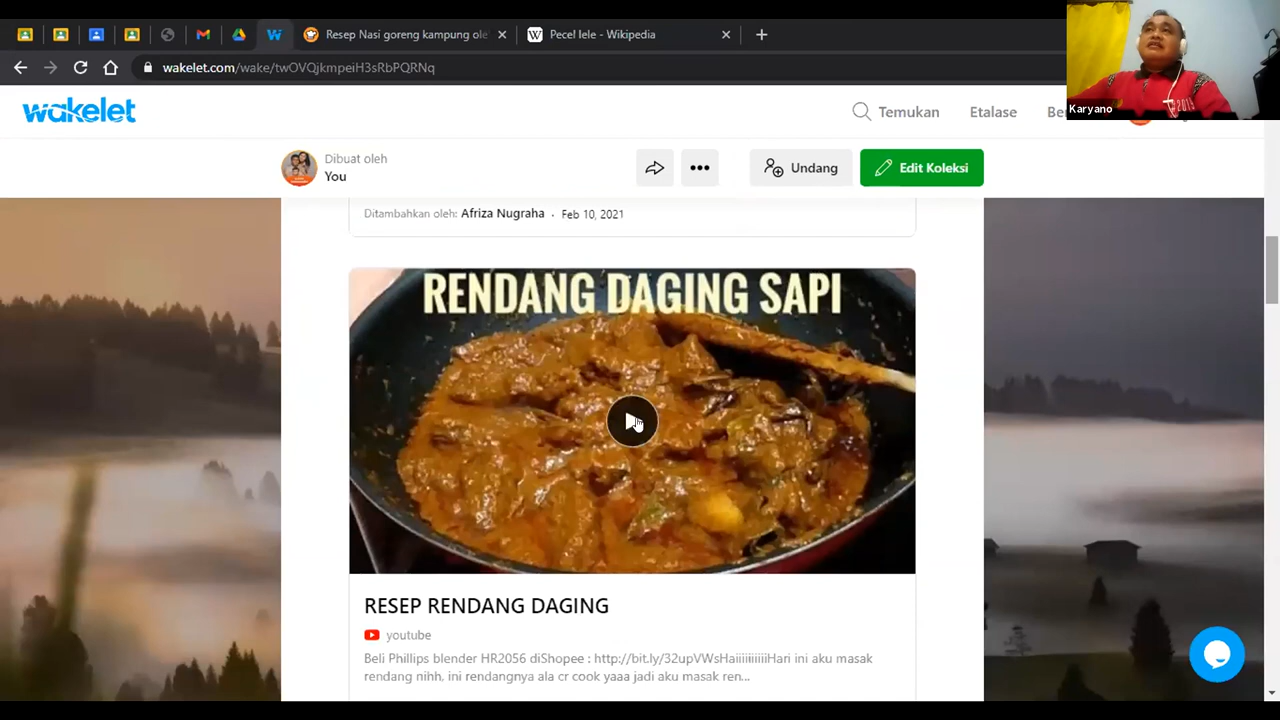 Resep Nasi goreng kampung ole
Pecel lele - Wikipedia
wakelet.com/wake/twOVQjkmpeiH3sRbPQRNq
Karyano
wakelet
Temukan
Etalase
Dibuat oleh
You
Undang
Edit Koleksi
Ditambahkan oleh: Afriza Nugraha · Feb 10, 2021
RENDANG DAGING SAPI
RESEP RENDANG DAGING
youtube
Beli Phillips blender HR2056 diShopee : http://bit.ly/32upVWsHaiiiiiiiiiiHari ini aku masak
rendang nihh, ini rendangnya ala cr cook yaaa jadi aku masak ren...